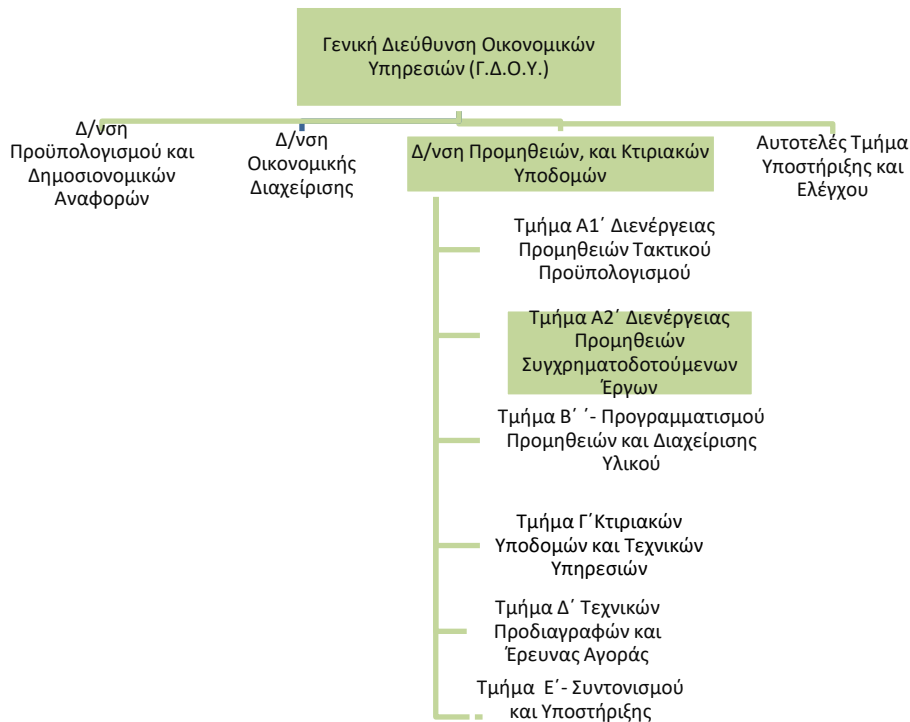 Γενική Διεύθυνση Οικονομικών
Υπηρεσιών (Γ.Δ.Ο.Υ.)
Δ/νση
Προϋπολογισμού και
Δημοσιονομικών
Αναφορών
Δ/νση
Οικονομικής
Διαχείρισης
Δ/νση Προμηθειών, και Κτιριακών
Υποδομών
Αυτοτελές Τμήμα
Υποστήριξης και
Ελέγχου
Τμήμα Α1΄ Διενέργειας
Προμηθειών Τακτικού
Προϋπολογισμού
Τμήμα Α2΄ Διενέργειας
Προμηθειών
Συγχρηματοδοτούμενων
Έργων
Τμήμα Β΄ ΄- Προγραμματισμού
Προμηθειών και Διαχείρισης
Υλικού
Τμήμα Γ΄Κτιριακών
Υποδομών και Τεχνικών
Υπηρεσιών
Τμήμα Δ΄ Τεχνικών
Προδιαγραφών και
Έρευνας Αγοράς
Τμήμα Ε΄- Συντονισμού
και Υποστήριξης